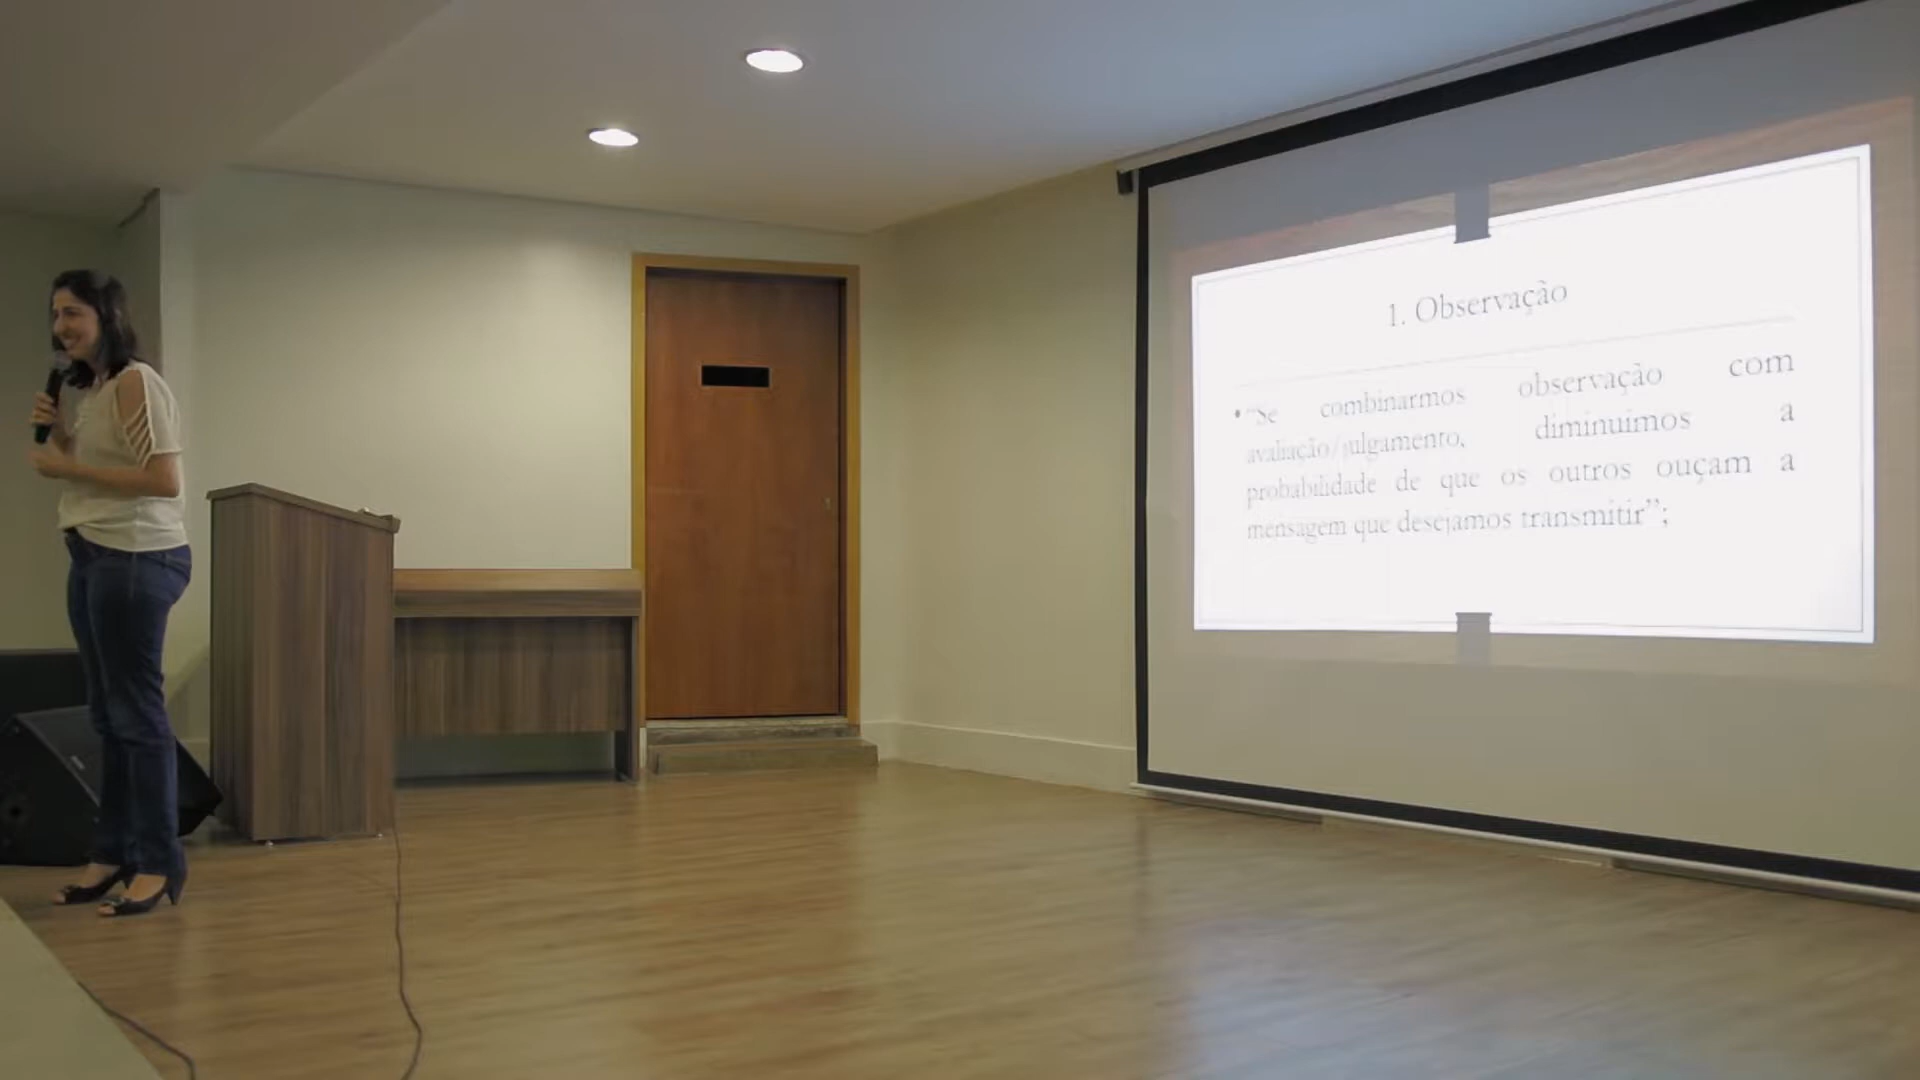 1. Observação
• “Se combinarmos observação com
avaliação/julgamento, diminuímos a
probabilidade de que os outros ouçam a
mensagem que desejamos transmitir”;